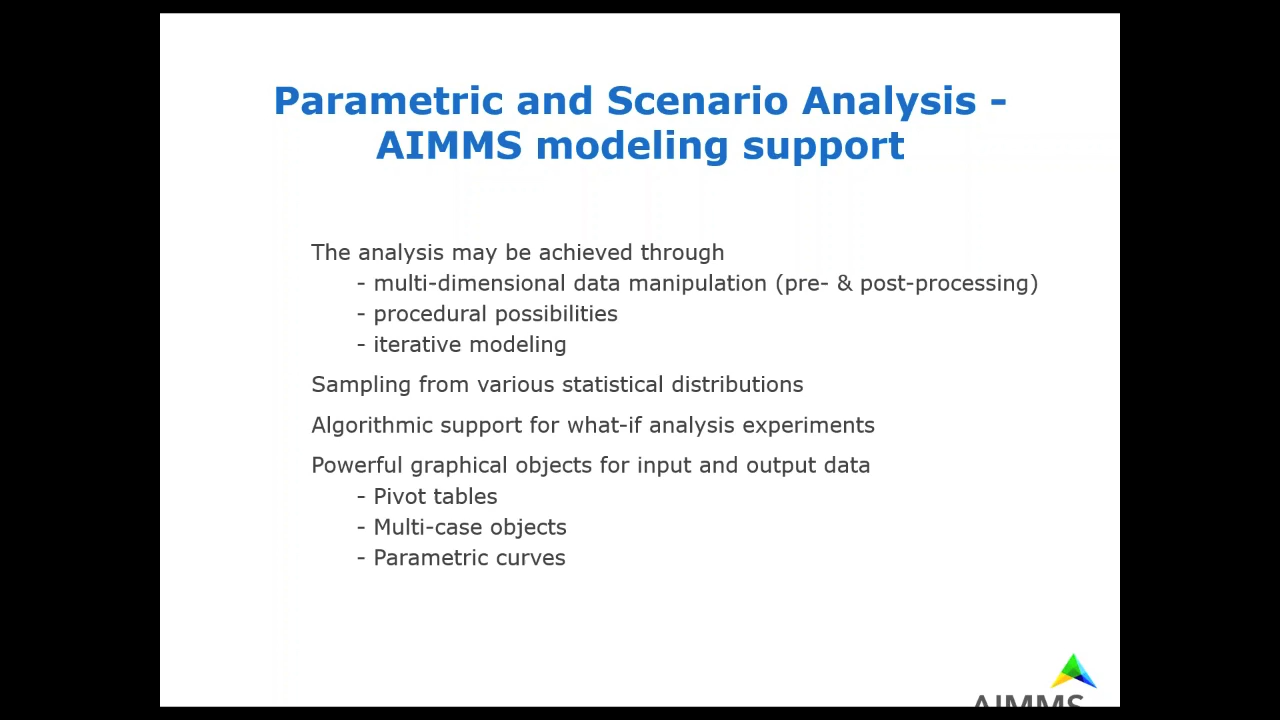 Parametric and Scenario Analysis -
AIMMS modeling support
The analysis may be achieved through
- multi-dimensional data manipulation (pre- & post-processing)
- procedural possibilities
- iterative modeling
Sampling from various statistical distributions
Algorithmic support for what-if analysis experiments
Powerful graphical objects for input and output data
- Pivot tables
- Multi-case objects
- Parametric curves
AIMMS